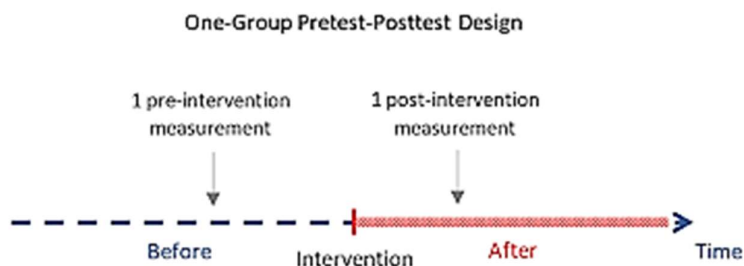 One-Group Pretest-Posttest Design
1 pre-intervention
measurement
1 post-intervention
measurement
Before
Intervention
After
Time